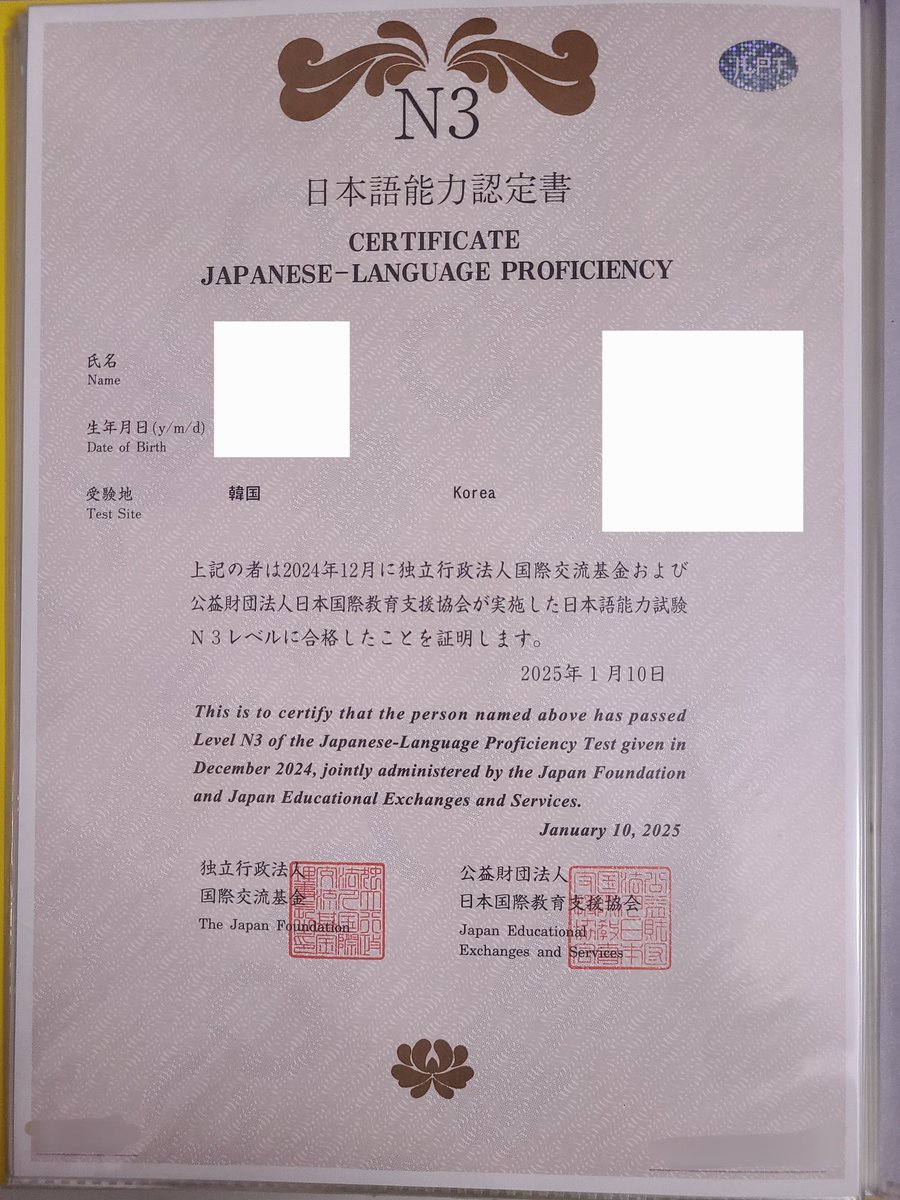 JLPT
N3
日本語能力認定書
CERTIFICATE
JAPANESE-LANGUAGE PROFICIENCY
氏名
Name
生年月日(y/m/d)
Date of Birth
受験地 韓国 Korea
Test Site
上記の者は2024年12月に独立行政法人国際交流基金および
公益財団法人日本国際教育支援協会が実施した日本語能力試験
N3レベルに合格したことを証明します。
2025年1月10日
This is to certify that the person named above has passed
Level N3 of the Japanese-Language Proficiency Test given in
December 2024, jointly administered by the Japan Foundation
and Japan Educational Exchanges and Services.
January 10, 2025
独立行政法人
国際交流基金
The Japan Foundation
公益財団法人
日本国際教育支援協会
Japan Educational
Exchanges and Services